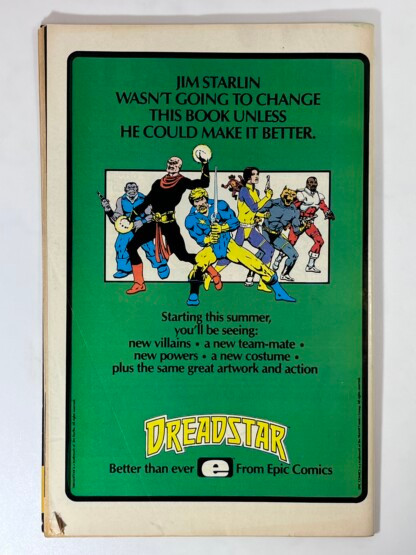 JIM STARLIN
WASN'T GOING TO CHANGE
THIS BOOK UNLESS
HE COULD MAKE IT BETTER.
Starting this summer,
you'll be seeing:
new villains • a new team-mate •
new powers • a new costume •
plus the same great artwork and action
DREADSTAR
Better than ever e From Epic Comics